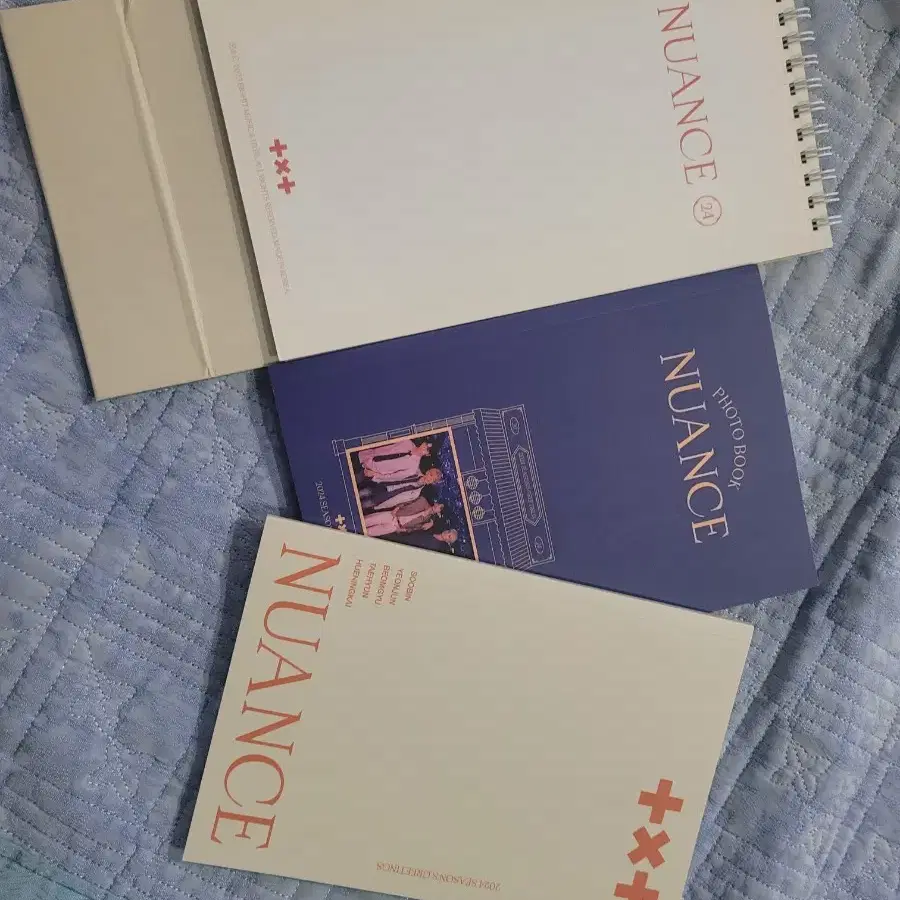 NUANCE
24
PHOTO BOOK
NUANCE
NUANCE
SOOBIN
YEONJUN
BEOMGYU
TAEHYUN
HUENINGKAI
2024 SEASON'S GREETINGS